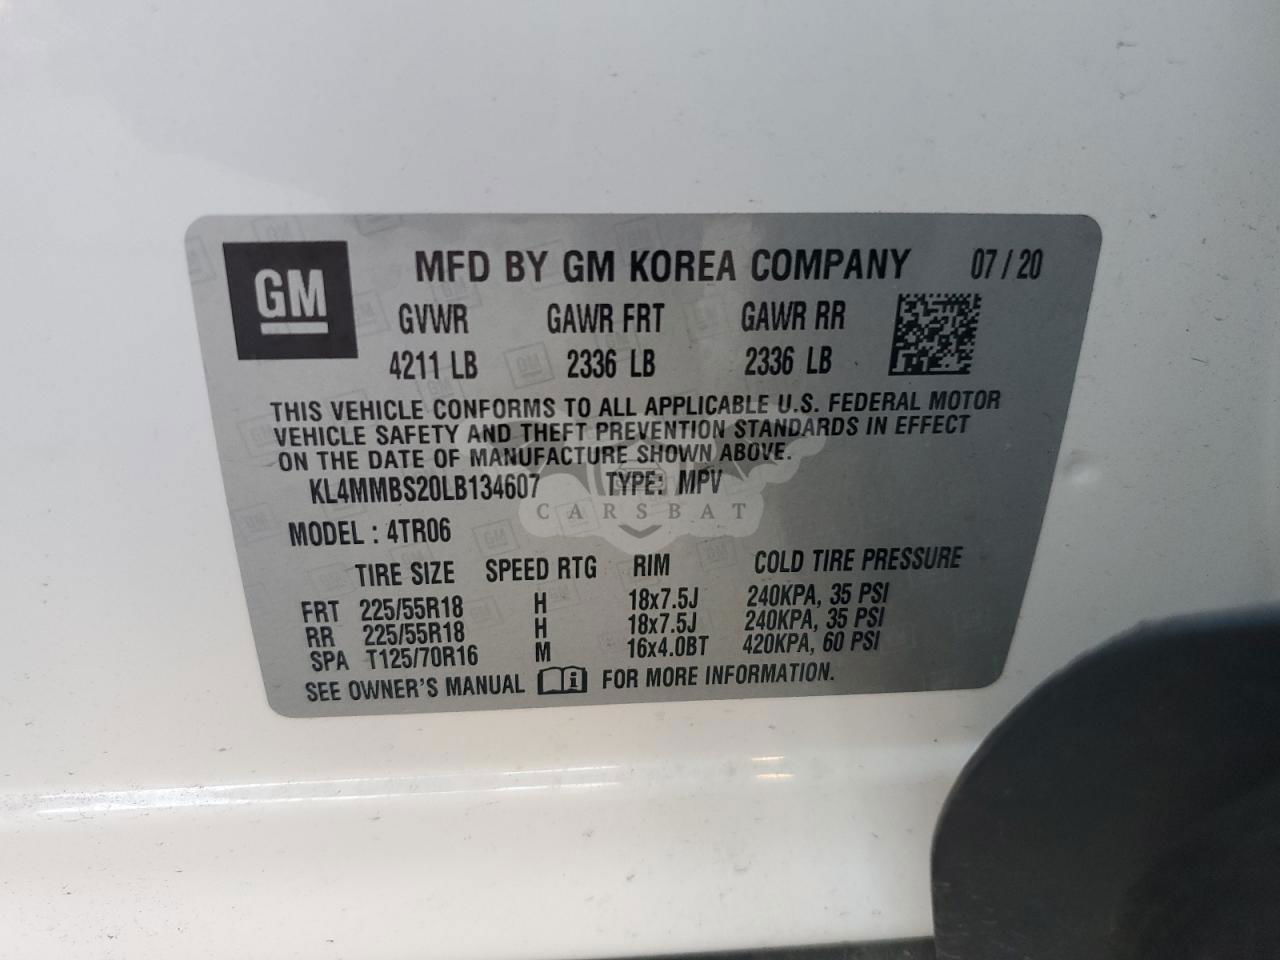 GM
MFD BY GM KOREA COMPANY 07/20
GVWR GAWR FRT GAWR RR
4211 LB 2336 LB 2336 LB
THIS VEHICLE CONFORMS TO ALL APPLICABLE U.S. FEDERAL MOTOR
VEHICLE SAFETY AND THEFT PREVENTION STANDARDS IN EFFECT
ON THE DATE OF MANUFACTURE SHOWN ABOVE.
KL4MMBS20LB134607 TYPE: MPV
CARSBAT
MODEL : 4TR06
TIRE SIZE SPEED RTG RIM COLD TIRE PRESSURE
FRT 225/55R18 H 18x7.5J 240KPA, 35 PSI
RR 225/55R18 H 18x7.5J 240KPA, 35 PSI
SPA T125/70R16 M 16x4.0BT 420KPA, 60 PSI
SEE OWNER'S MANUAL i FOR MORE INFORMATION.